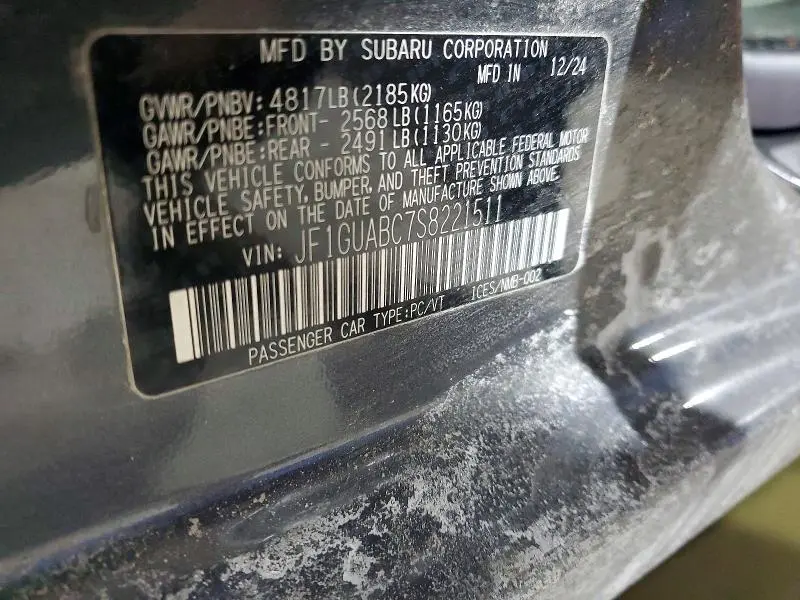 MFD BY SUBARU CORPORATION
MFD IN 12/24
GVWR/PNBV: 4817LB(2185KG)
GAWR/PNBE:FRONT- 2568LB(1165KG)
GAWR/PNBE:REAR - 2491LB(1130KG)
THIS VEHICLE CONFORMS TO ALL APPLICABLE FEDERAL MOTOR
VEHICLE SAFETY, BUMPER, AND THEFT PREVENTION STANDARDS
IN EFFECT ON THE DATE OF MANUFACTURE SHOWN ABOVE.
VIN: JF1GUABC7S8221511
PASSENGER CAR TYPE:PC/VT ICES/NMB-002